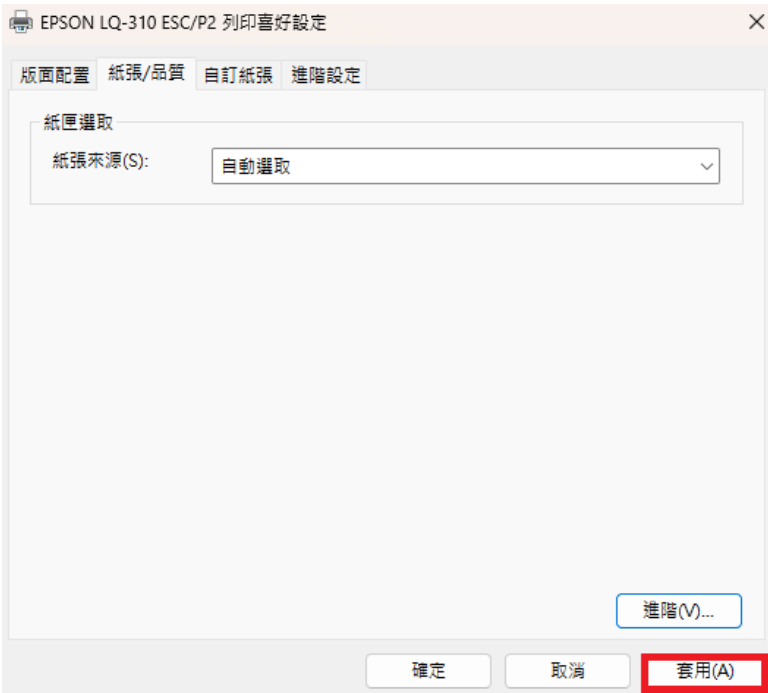 EPSON LQ-310 ESC/P2 列印喜好設定
版面配置 紙張/品質 自訂紙張 進階設定
紙匣選取
紙張來源(S): 自動選取
進階(V)...
確定 取消 套用(A)